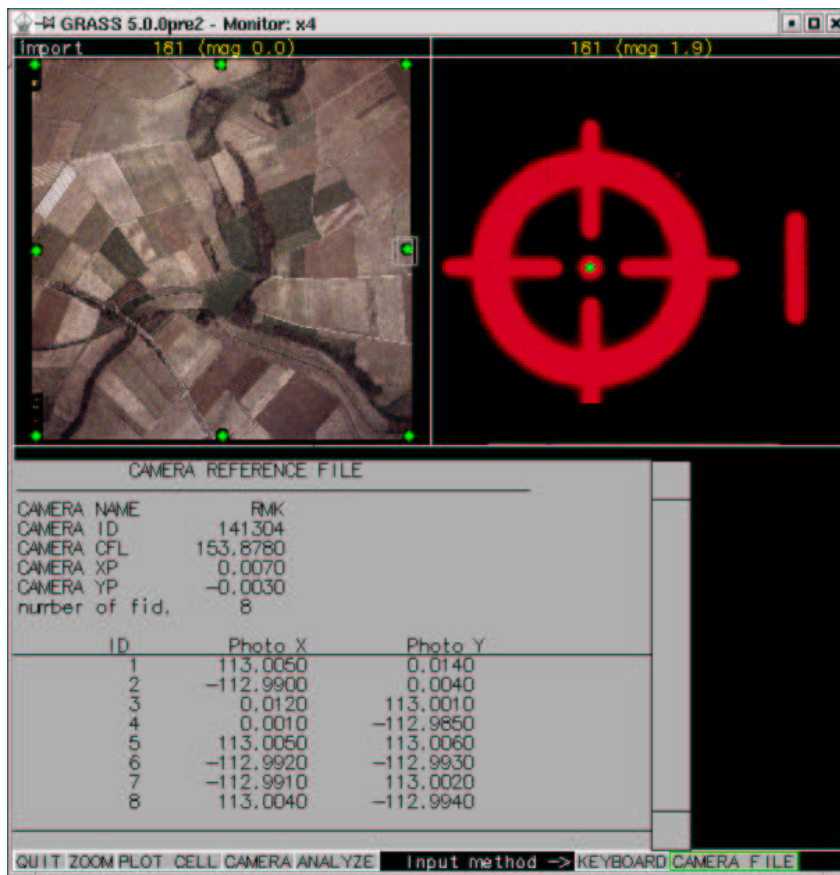 GRASS 5.0.0pre2 - Monitor: x4
import 181 (mag 0.0) 181 (mag 1.9)
CAMERA REFERENCE FILE
CAMERA NAME RMK
CAMERA ID 141304
CAMERA CFL 153.8780
CAMERA XP 0.0070
CAMERA YP -0.0030
number of fid. 8
ID Photo X Photo Y
1 113.0050 0.0140
2 -112.9900 0.0040
3 0.0120 113.0010
4 0.0010 -112.9850
5 113.0050 113.0060
6 -112.9920 -112.9930
7 -112.9910 113.0020
8 113.0040 -112.9940
QUIT ZOOM PLOT CELL CAMERA ANALYZE Input method -> KEYBOARD CAMERA FILE